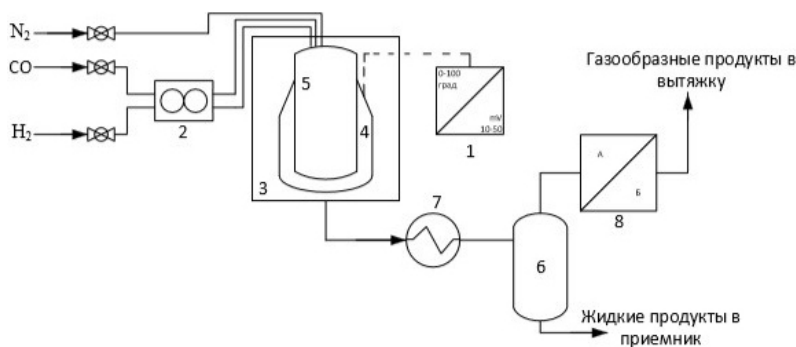 N₂
CO
H₂
2
5
4
3
0-100
град
mV
10-50
1
7
6
А
Б
8
Газообразные продукты в
вытяжку
Жидкие продукты в
приемник